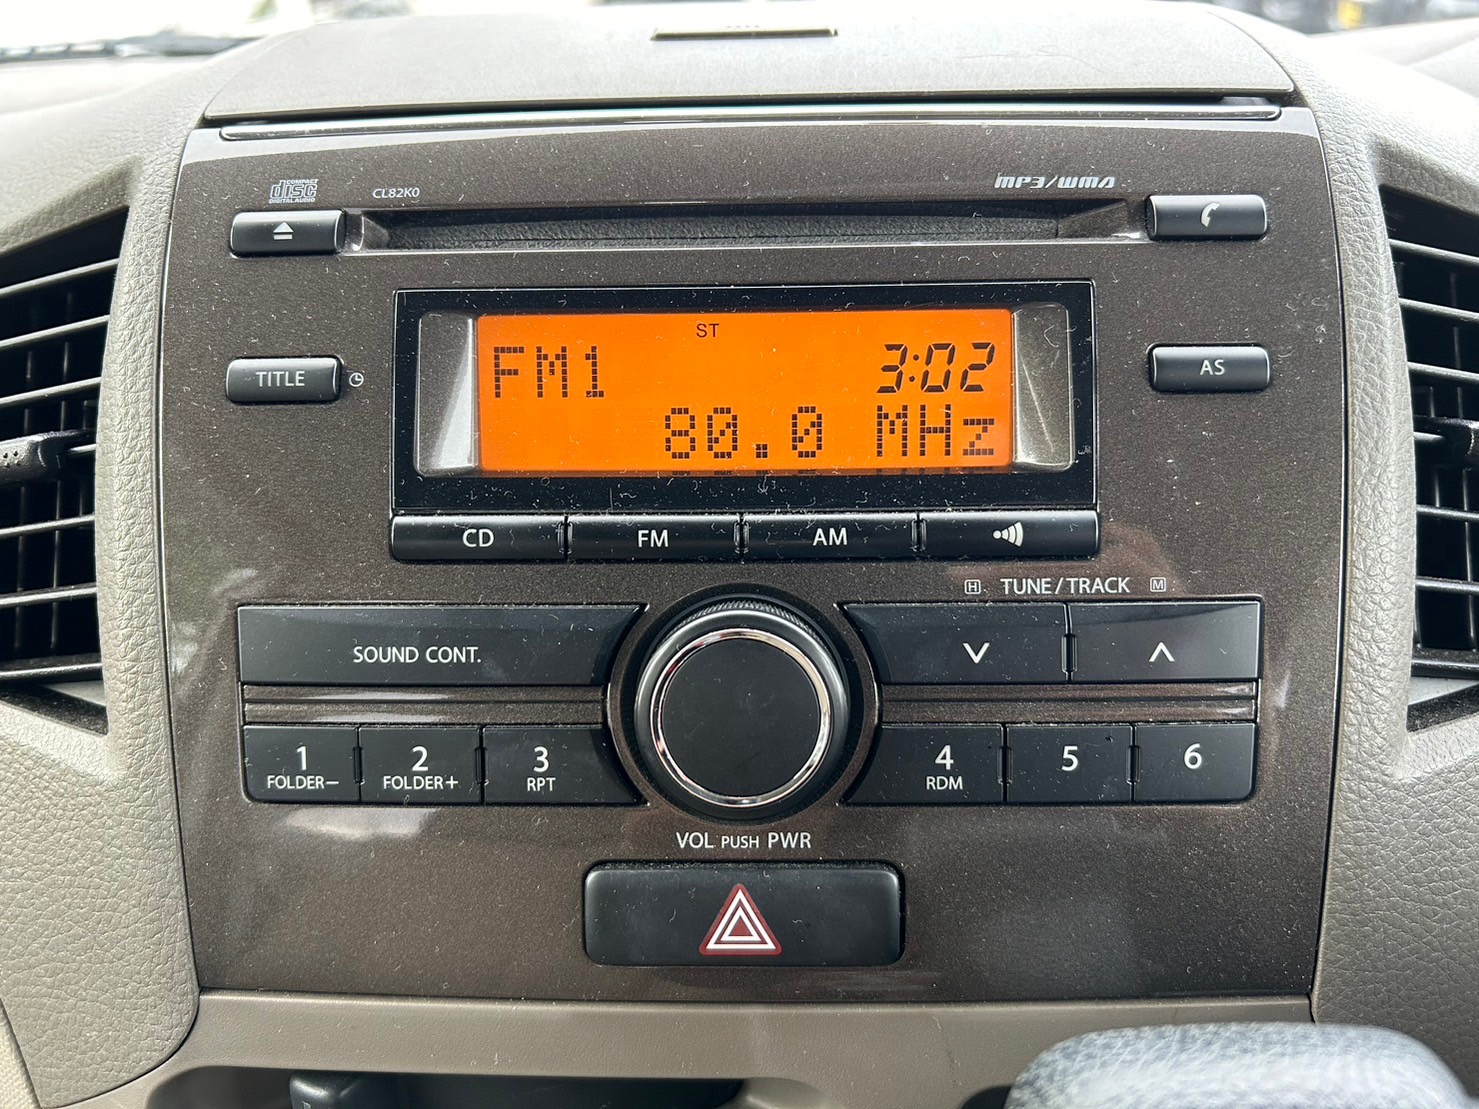 COMPACT
disc
DIGITAL AUDIO
CL82K0
MP3/WMA
ST
FM1
3:02
80.0 MHz
TITLE
AS
CD
FM
AM
H TUNE/TRACK M
SOUND CONT.
1
FOLDER−
2
FOLDER+
3
RPT
4
RDM
5
6
VOL PUSH PWR